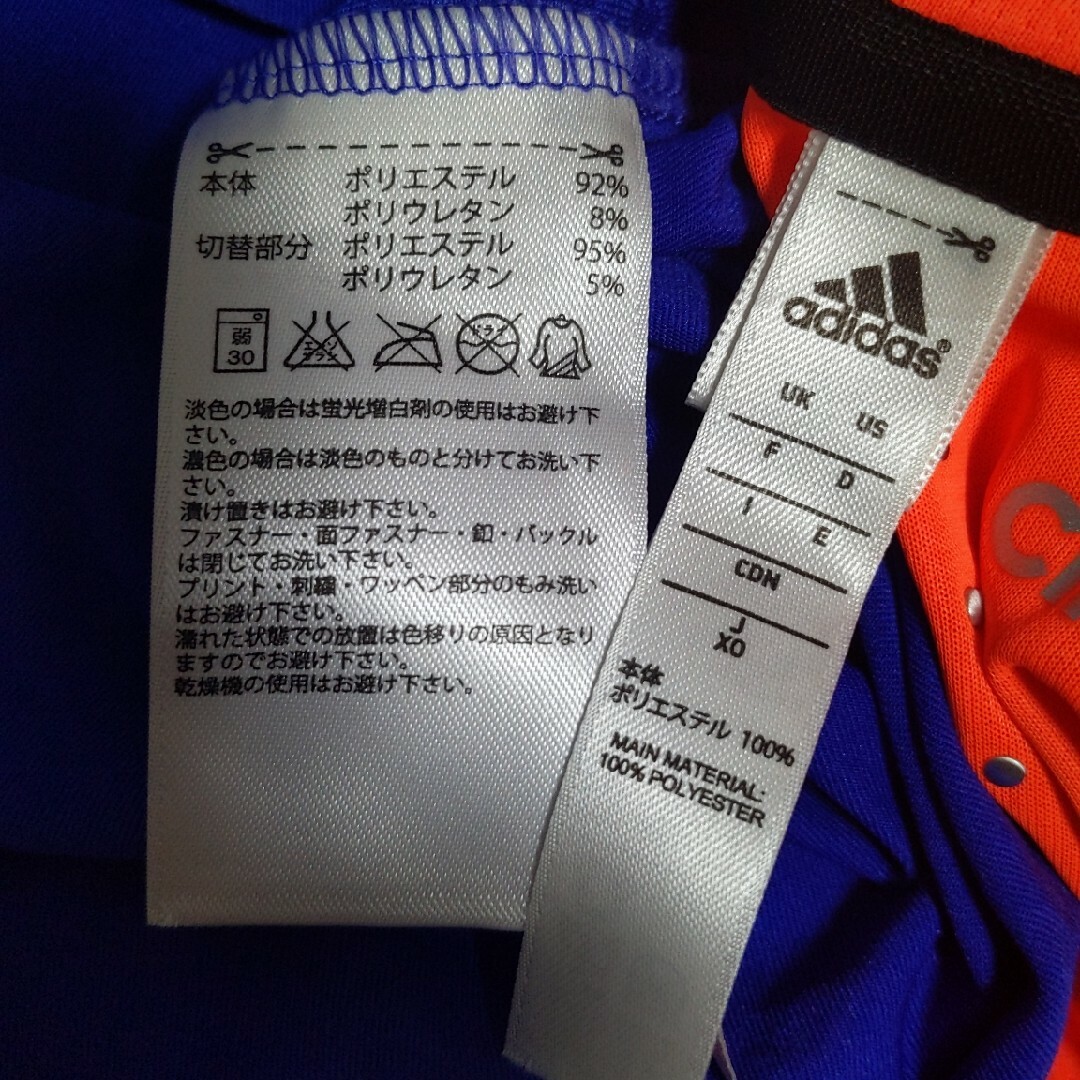 本体 ポリエステル 92%
ポリウレタン 8%
切替部分 ポリエステル 95%
ポリウレタン 5%
弱
30
エンソ
サラシ
ドライ
淡色の場合は蛍光増白剤の使用はお避け下
さい。
濃色の場合は淡色のものと分けてお洗い下
さい。
漬け置きはお避け下さい。
ファスナー・面ファスナー・釦・バックル
は閉じてお洗い下さい。
プリント・刺繍・ワッペン部分のもみ洗い
はお避け下さい。
濡れた状態での放置は色移りの原因となり
ますのでお避け下さい。
乾燥機の使用はお避け下さい。
adidas®
UK US
F D
I E
CDN
J
XO
本体
ポリエステル 100%
MAIN MATERIAL:
100% POLYESTER